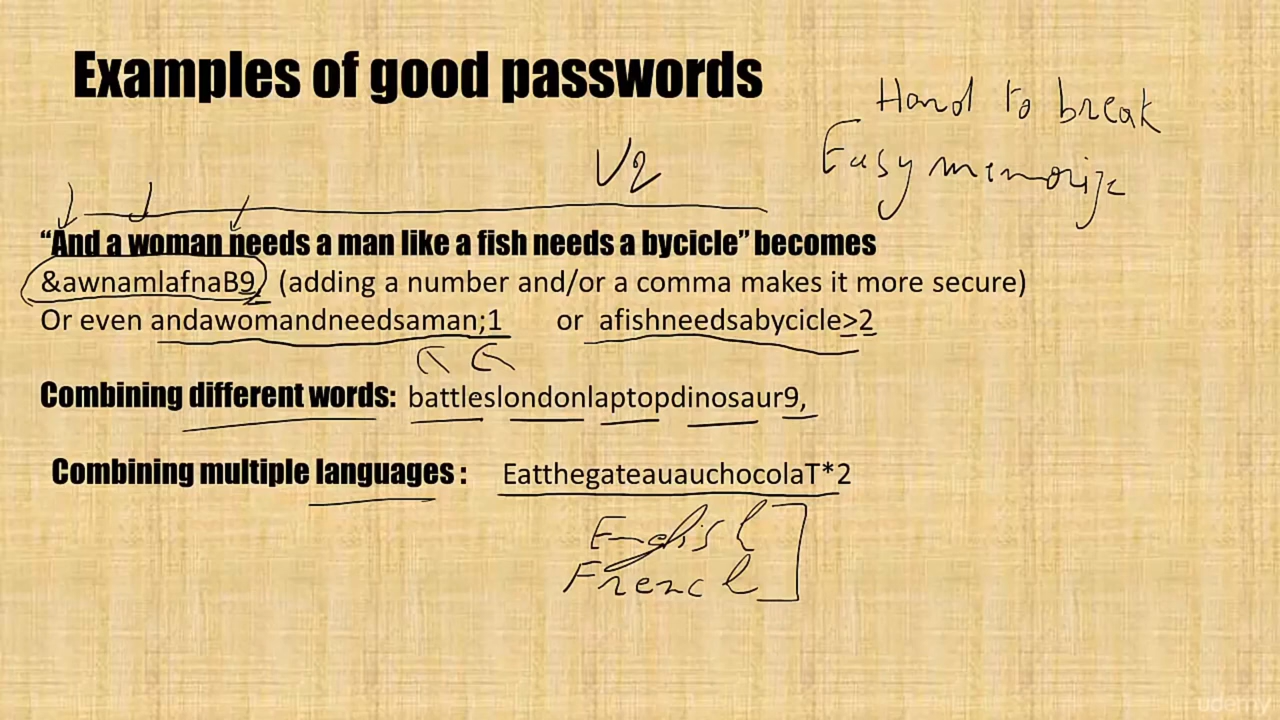 Examples of good passwords
Hard to break
Easy memorize
U2
“And a woman needs a man like a fish needs a bycicle” becomes
&awnamlafnaB9 (adding a number and/or a comma makes it more secure)
Or even andawomandneedsaman;1 or afishneedsabycicle>2
Combining different words: battleslondonlaptopdinosaur9,
Combining multiple languages : EatthegateauauchocolaT*2
English
French
udemy